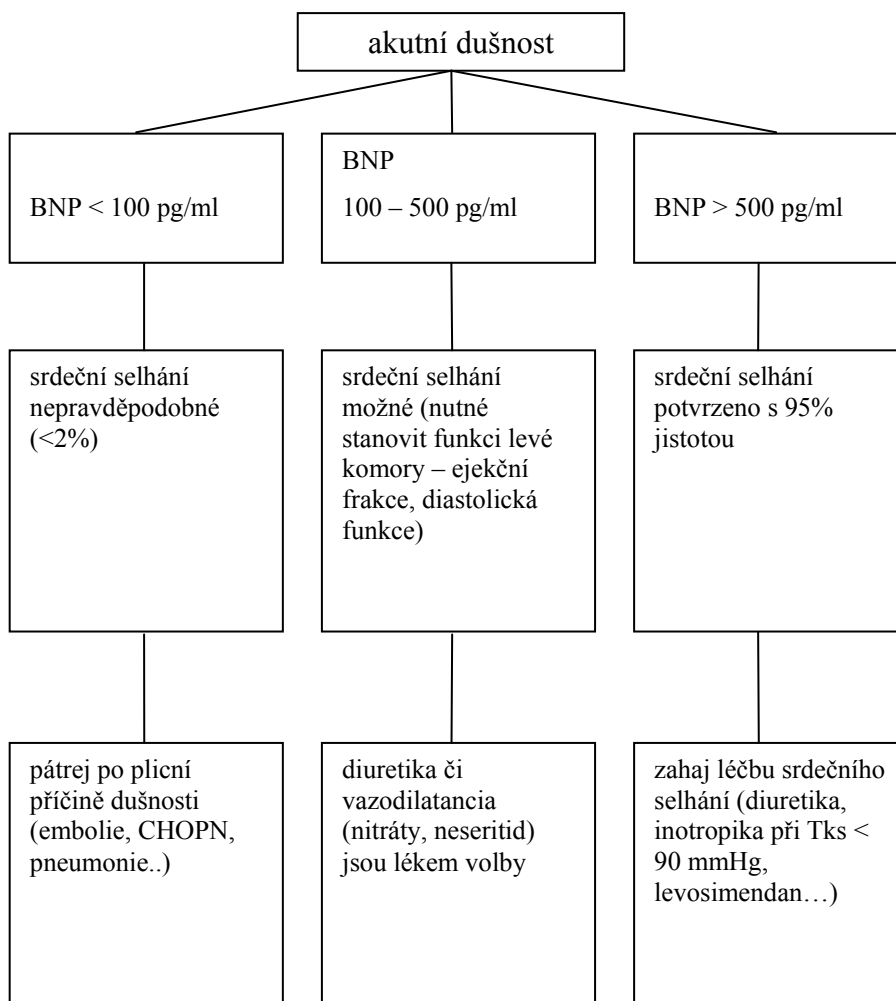 akutní dušnost
BNP < 100 pg/ml
BNP
100 – 500 pg/ml
BNP > 500 pg/ml
srdeční selhání
nepravděpodobné
(<2%)
srdeční selhání
možné (nutné
stanovit funkci levé
komory – ejekční
frakce, diastolická
funkce)
srdeční selhání
potvrzeno s 95%
jistotou
pátrej po plicní
příčině dušnosti
(embolie, CHOPN,
pneumonie..)
diuretika či
vazodilatancia
(nitráty, neseritid)
jsou lékem volby
zahaj léčbu srdečního
selhání (diuretika,
inotropika při Tks <
90 mmHg,
levosimendan…)